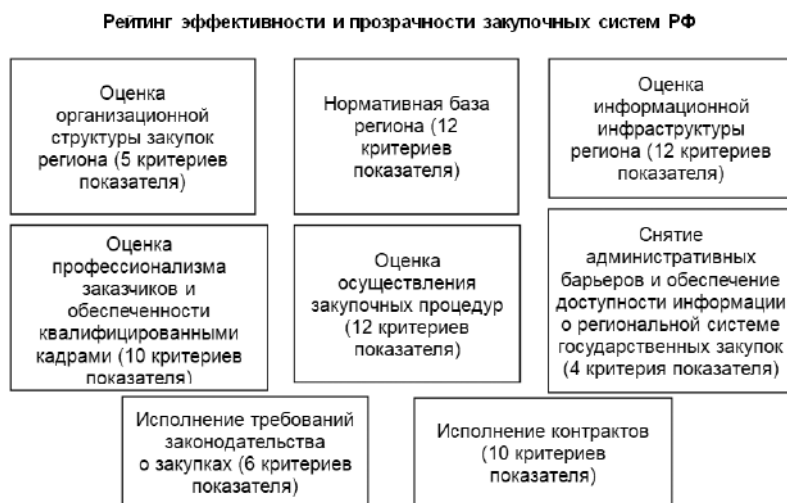 Рейтинг эффективности и прозрачности закупочных систем РФ
Оценка
организационной
структуры закупок
региона (5 критериев
показателя)
Нормативная база
региона (12
критериев
показателя)
Оценка
информационной
инфраструктуры
региона (12 критериев
показателя)
Оценка
профессионализма
заказчиков и
обеспеченности
квалифицированными
кадрами (10 критериев
показателя)
Оценка
осуществления
закупочных процедур
(12 критериев
показателя)
Снятие
административных
барьеров и обеспечение
доступности информации
о региональной системе
государственных закупок
(4 критерия показателя)
Исполнение требований
законодательства
о закупках (6 критериев
показателя)
Исполнение контрактов
(10 критериев
показателя)